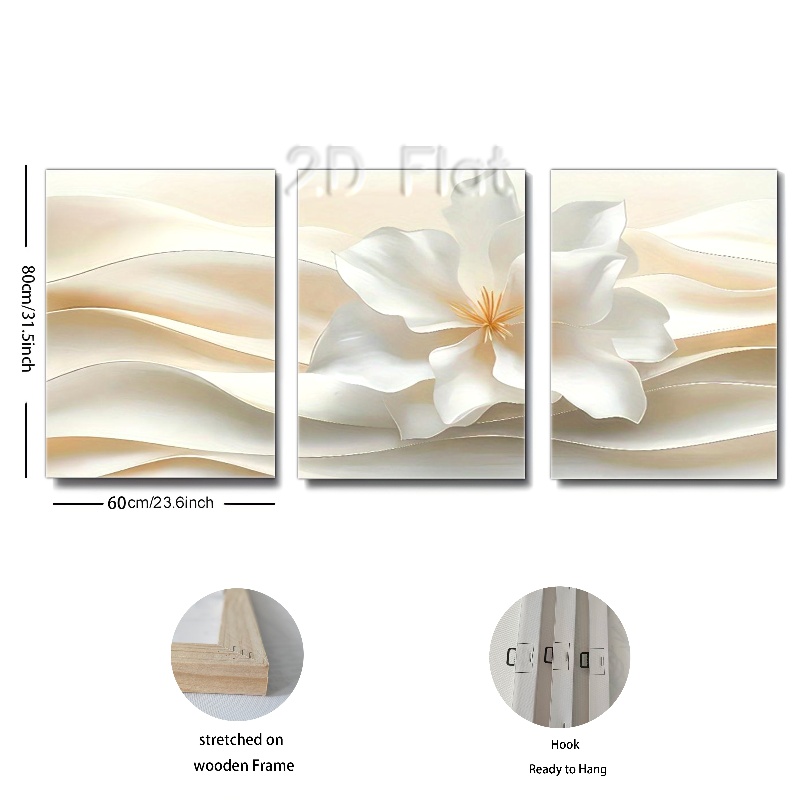 2D Flat
80cm/31.5inch
60cm/23.6inch
stretched on
wooden Frame
Hook
Ready to Hang